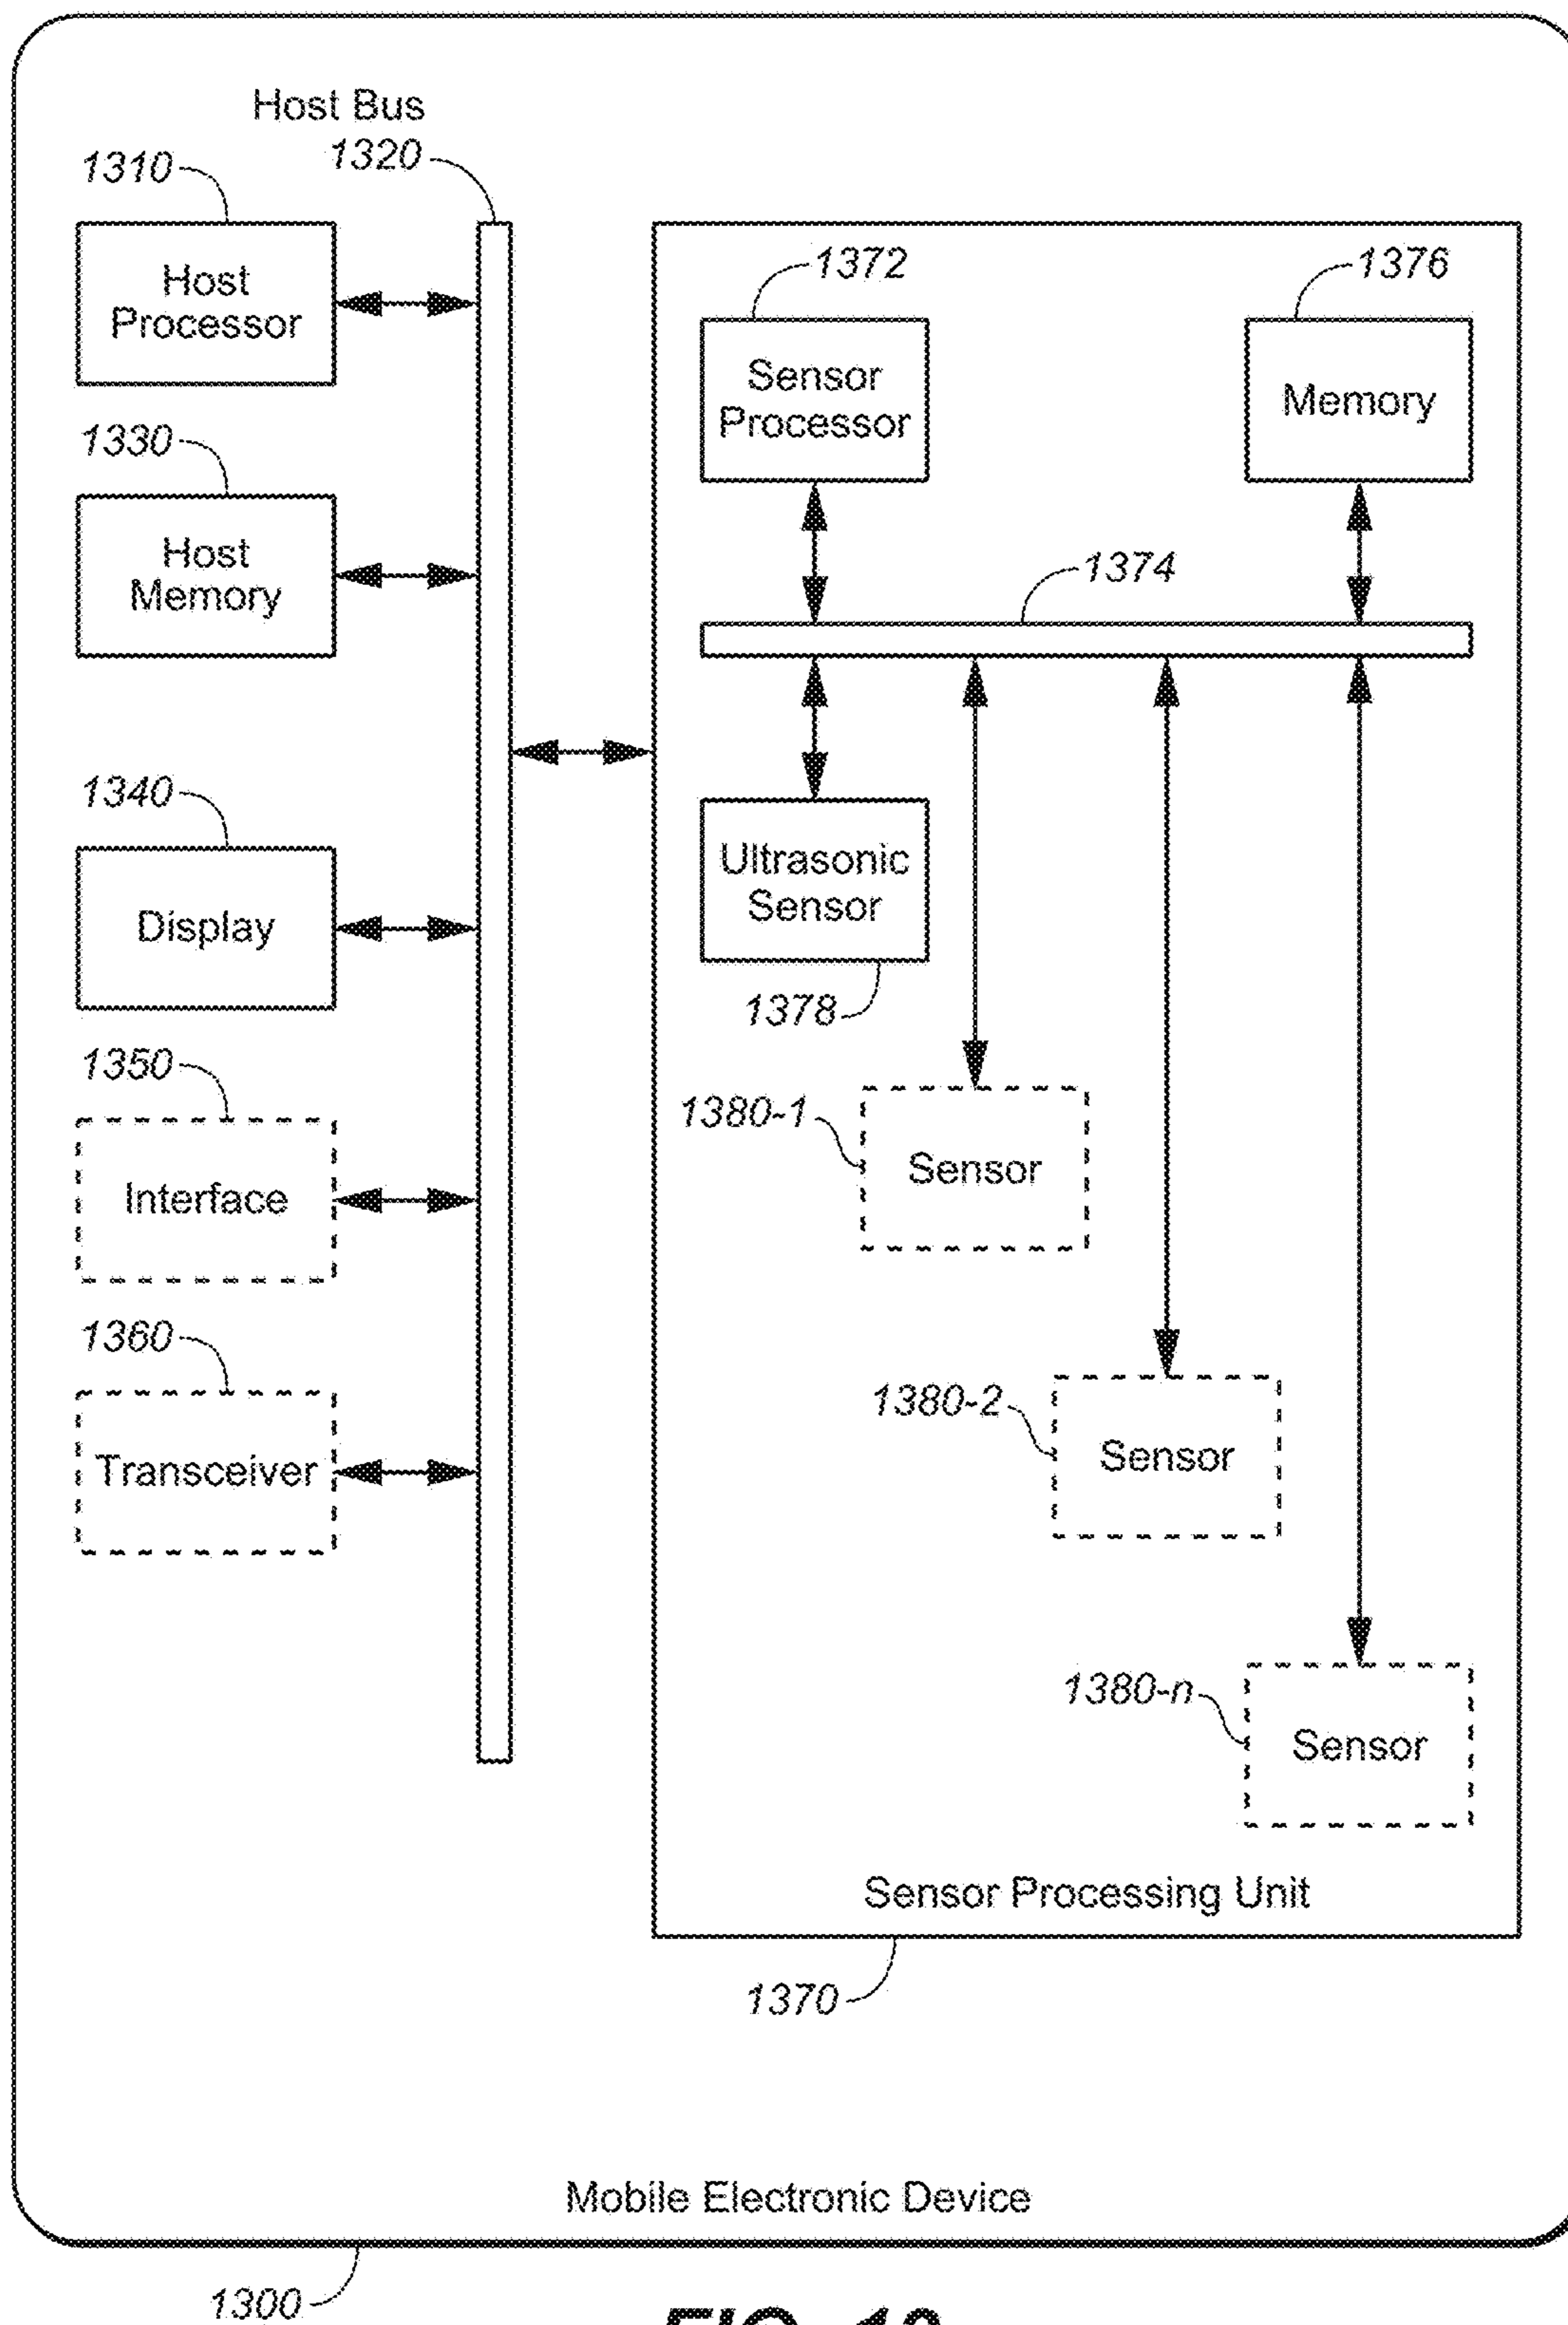 Host Bus
1320
1310
Host
Processor
1330
Host
Memory
1340
Display
1350
Interface
1360
Transceiver
1372
Sensor
Processor
1376
Memory
1374
Ultrasonic
Sensor
1378
1380-1
Sensor
1380-2
Sensor
1380-n
Sensor
Sensor Processing Unit
1370
Mobile Electronic Device
1300
FIG.